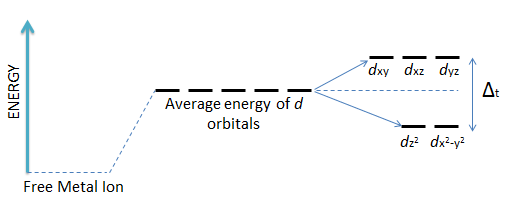 ENERGY
dxy dxz dyz
Δt
Average energy of d
orbitals
dz² dx²-y²
Free Metal Ion